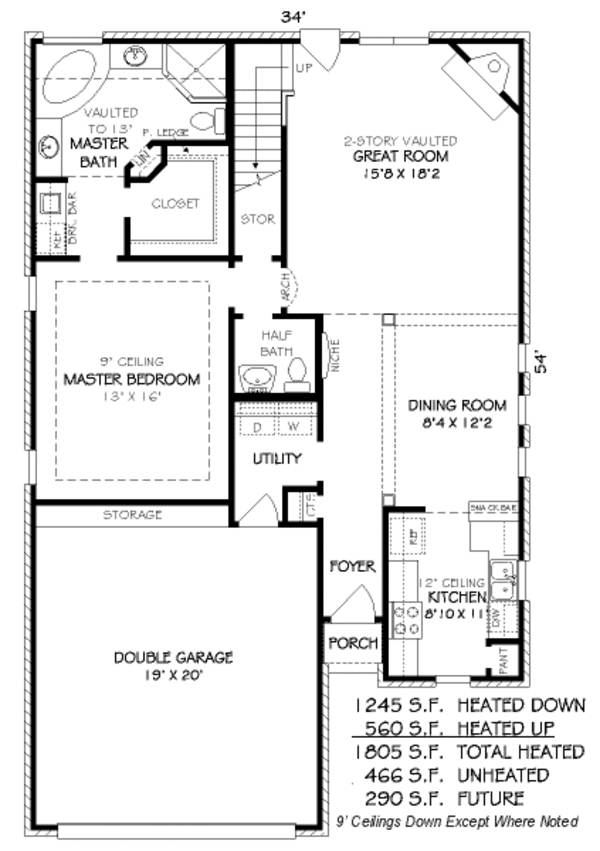 34'
UP
VAULTED
TO 13'
MASTER
BATH
P. LEDGE
LIN
2-STORY VAULTED
GREAT ROOM
15'8 X 18'2
CLOSET
BRK. BAR
REF
STOR
ARCH
HALF
BATH
NICHE
54'
9' CEILING
MASTER BEDROOM
13' X 16'
DINING ROOM
8'4 X 12'2
D
W
UTILITY
STORAGE
SNACK BAR
REF
FOYER
12' CEILING
KITCHEN
8'10 X 11
D/W
PORCH
PANT
DOUBLE GARAGE
19' X 20'
1245 S.F. HEATED DOWN
560 S.F. HEATED UP
1805 S.F. TOTAL HEATED
466 S.F. UNHEATED
290 S.F. FUTURE
9' Ceilings Down Except Where Noted